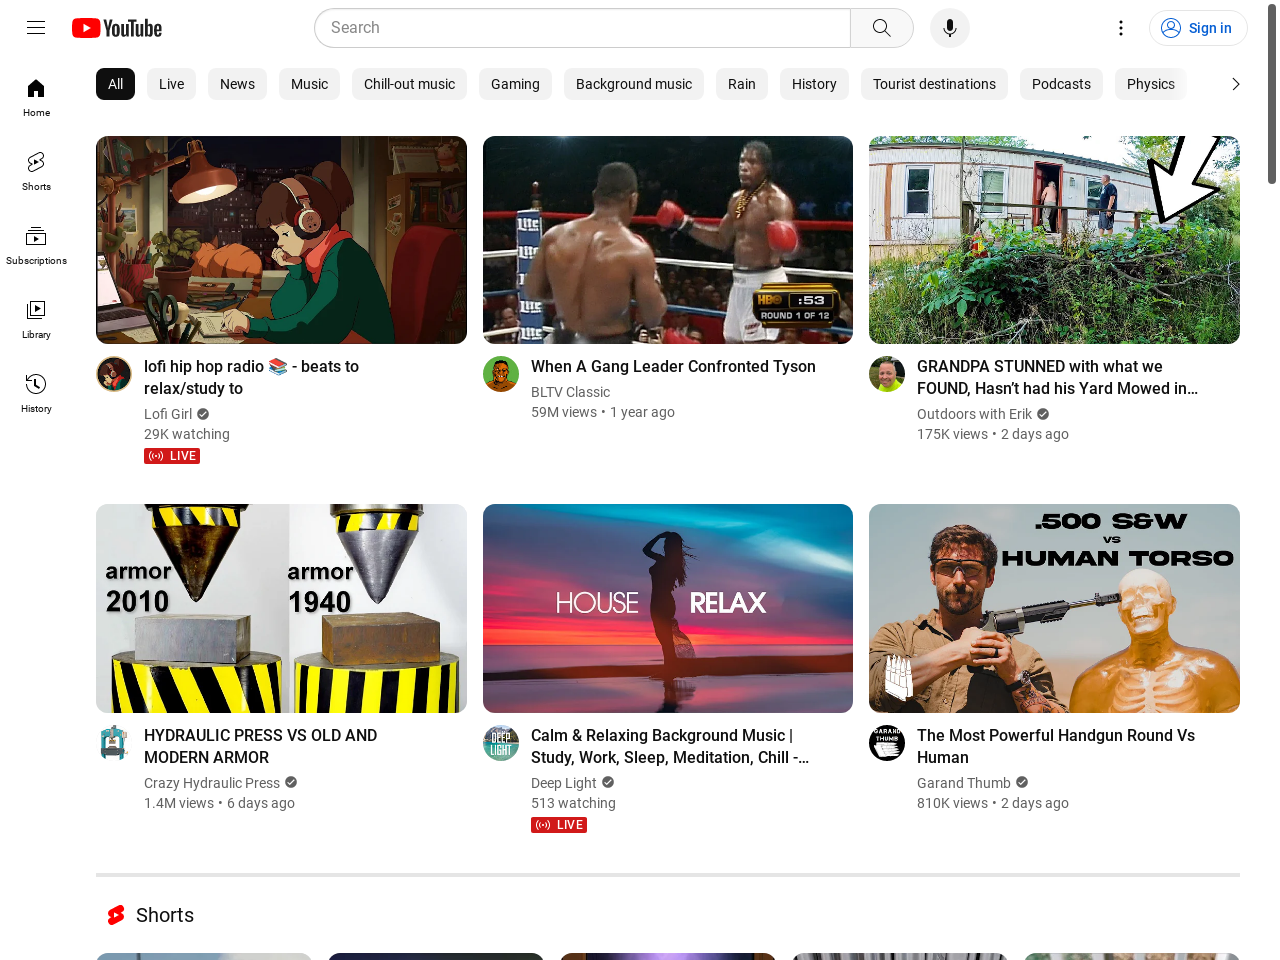 YouTube
Search
Sign in
All
Live
News
Music
Chill-out music
Gaming
Background music
Rain
History
Tourist destinations
Podcasts
Physics
Home
Shorts
Subscriptions
Library
History
lite
lite
HBO :53
ROUND 1 OF 12
lofi hip hop radio 📚 - beats to
relax/study to
Lofi Girl
29K watching
LIVE
When A Gang Leader Confronted Tyson
BLTV Classic
59M views • 1 year ago
GRANDPA STUNNED with what we
FOUND, Hasn’t had his Yard Mowed in…
Outdoors with Erik
175K views • 2 days ago
armor
2010
armor
1940
HOUSE RELAX
.500 S&W
VS
HUMAN TORSO
HYDRAULIC PRESS VS OLD AND
MODERN ARMOR
Crazy Hydraulic Press
1.4M views • 6 days ago
DEEP
LIGHT
Calm & Relaxing Background Music |
Study, Work, Sleep, Meditation, Chill -…
Deep Light
513 watching
LIVE
GARAND
THUMB
The Most Powerful Handgun Round Vs
Human
Garand Thumb
810K views • 2 days ago
Shorts